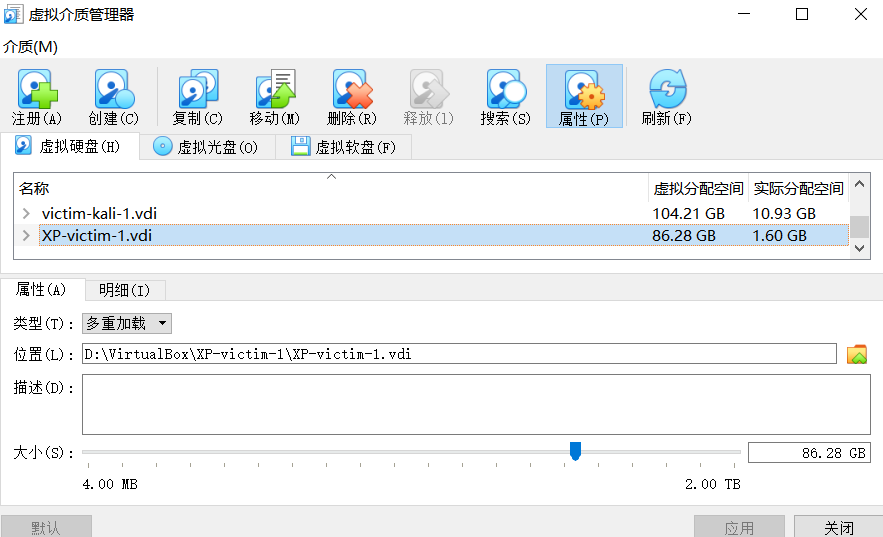 虚拟介质管理器
介质(M)
注册(A) 创建(C) 复制(C) 移动(M) 删除(R) 释放(l) 搜索(S) 属性(P) 刷新(F)
虚拟硬盘(H) 虚拟光盘(O) 虚拟软盘(F)
名称 虚拟分配空间 实际分配空间
victim-kali-1.vdi 104.21 GB 10.93 GB
XP-victim-1.vdi 86.28 GB 1.60 GB
属性(A) 明细(I)
类型(T): 多重加载
位置(L): D:\VirtualBox\XP-victim-1\XP-victim-1.vdi
描述(D):
大小(S): 86.28 GB
4.00 MB 2.00 TB
默认 应用 关闭